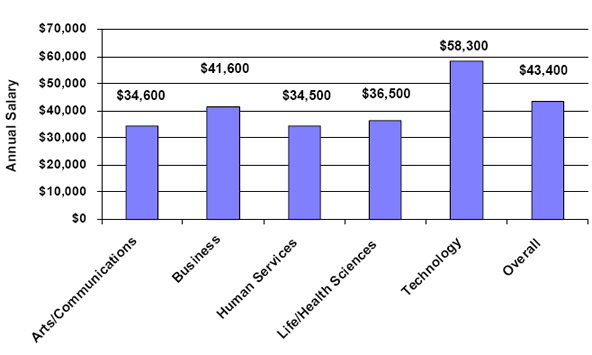 $70,000
$60,000
$50,000
$40,000
$30,000
$20,000
$10,000
$0
Annual Salary
$34,600
$41,600
$34,500
$36,500
$58,300
$43,400
Arts/Communications
Business
Human Services
Life/Health Sciences
Technology
Overall